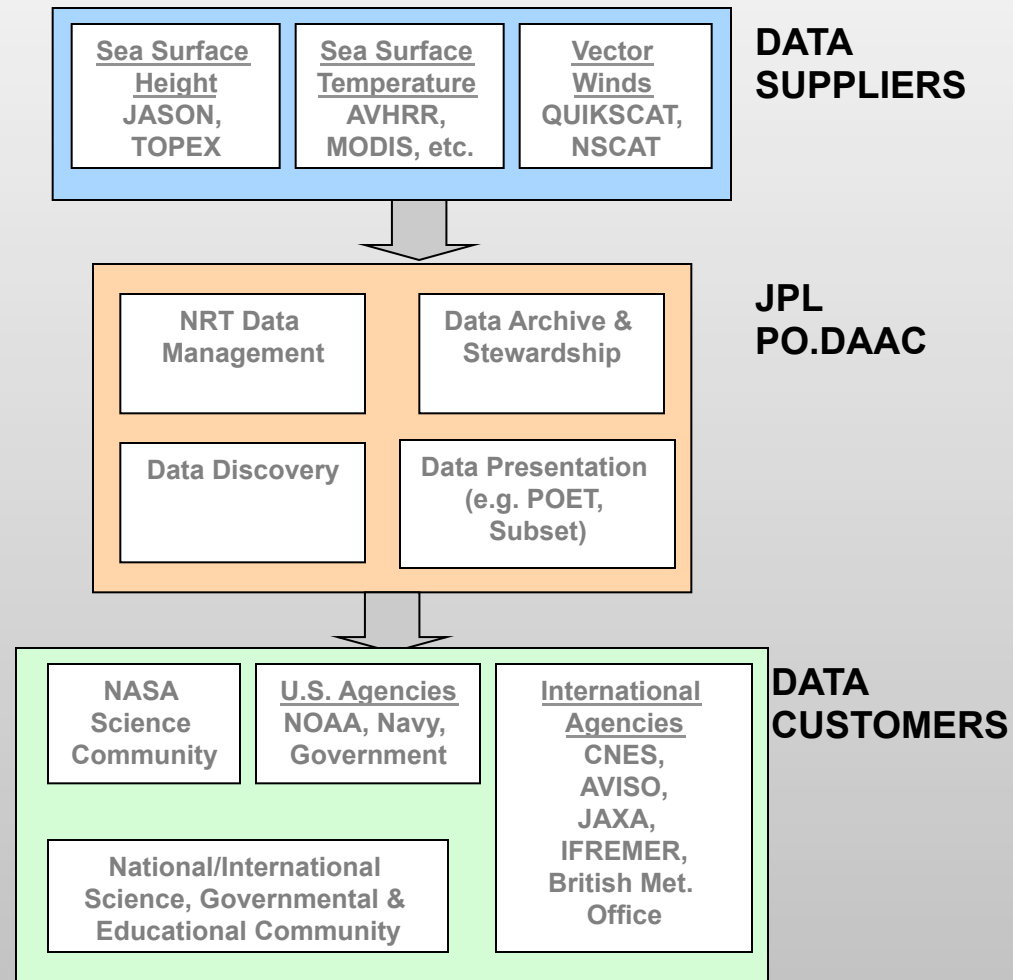 Sea Surface
Height
JASON,
TOPEX
Sea Surface
Temperature
AVHRR,
MODIS, etc.
Vector
Winds
QUIKSCAT,
NSCAT
DATA
SUPPLIERS
NRT Data
Management
Data Archive &
Stewardship
Data Discovery
Data Presentation
(e.g. POET,
Subset)
JPL
PO.DAAC
NASA
Science
Community
U.S. Agencies
NOAA, Navy,
Government
International
Agencies
CNES,
AVISO,
JAXA,
IFREMER,
British Met.
Office
National/International
Science, Governmental &
Educational Community
DATA
CUSTOMERS